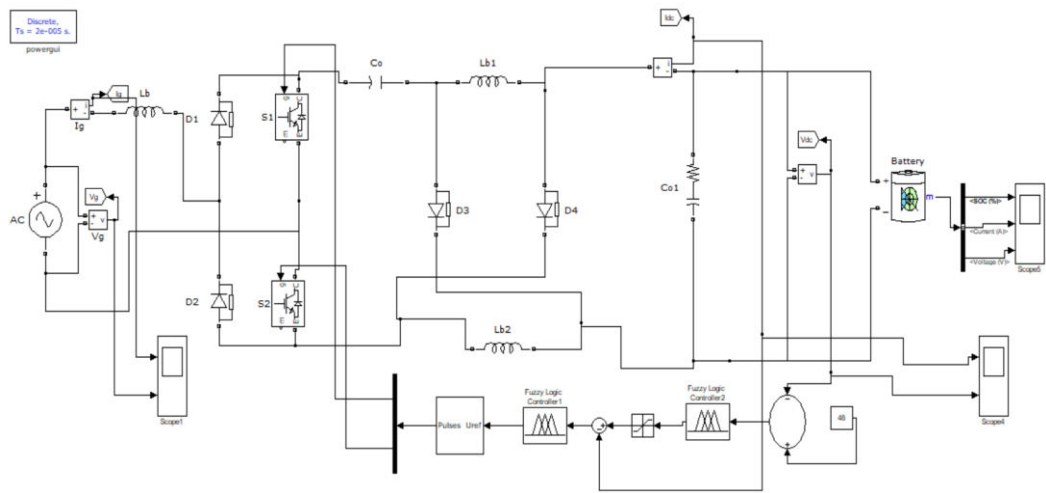 Discrete,
Ts = 2e-005 s.
powergui
Idc
Co
Lb1
Lb
Ig
D1
S1
g
C
m
E
Vdc
Battery
m
Co1
AC
Vg
Vg
v
D3
D4
<SOC (%)>
<Current (A)>
<Voltage (V)>
Scope5
D2
S2
g
C
m
E
Lb2
Scope1
Fuzzy Logic
Controller1
Fuzzy Logic
Controller2
Pulses Uref
48
Scope4